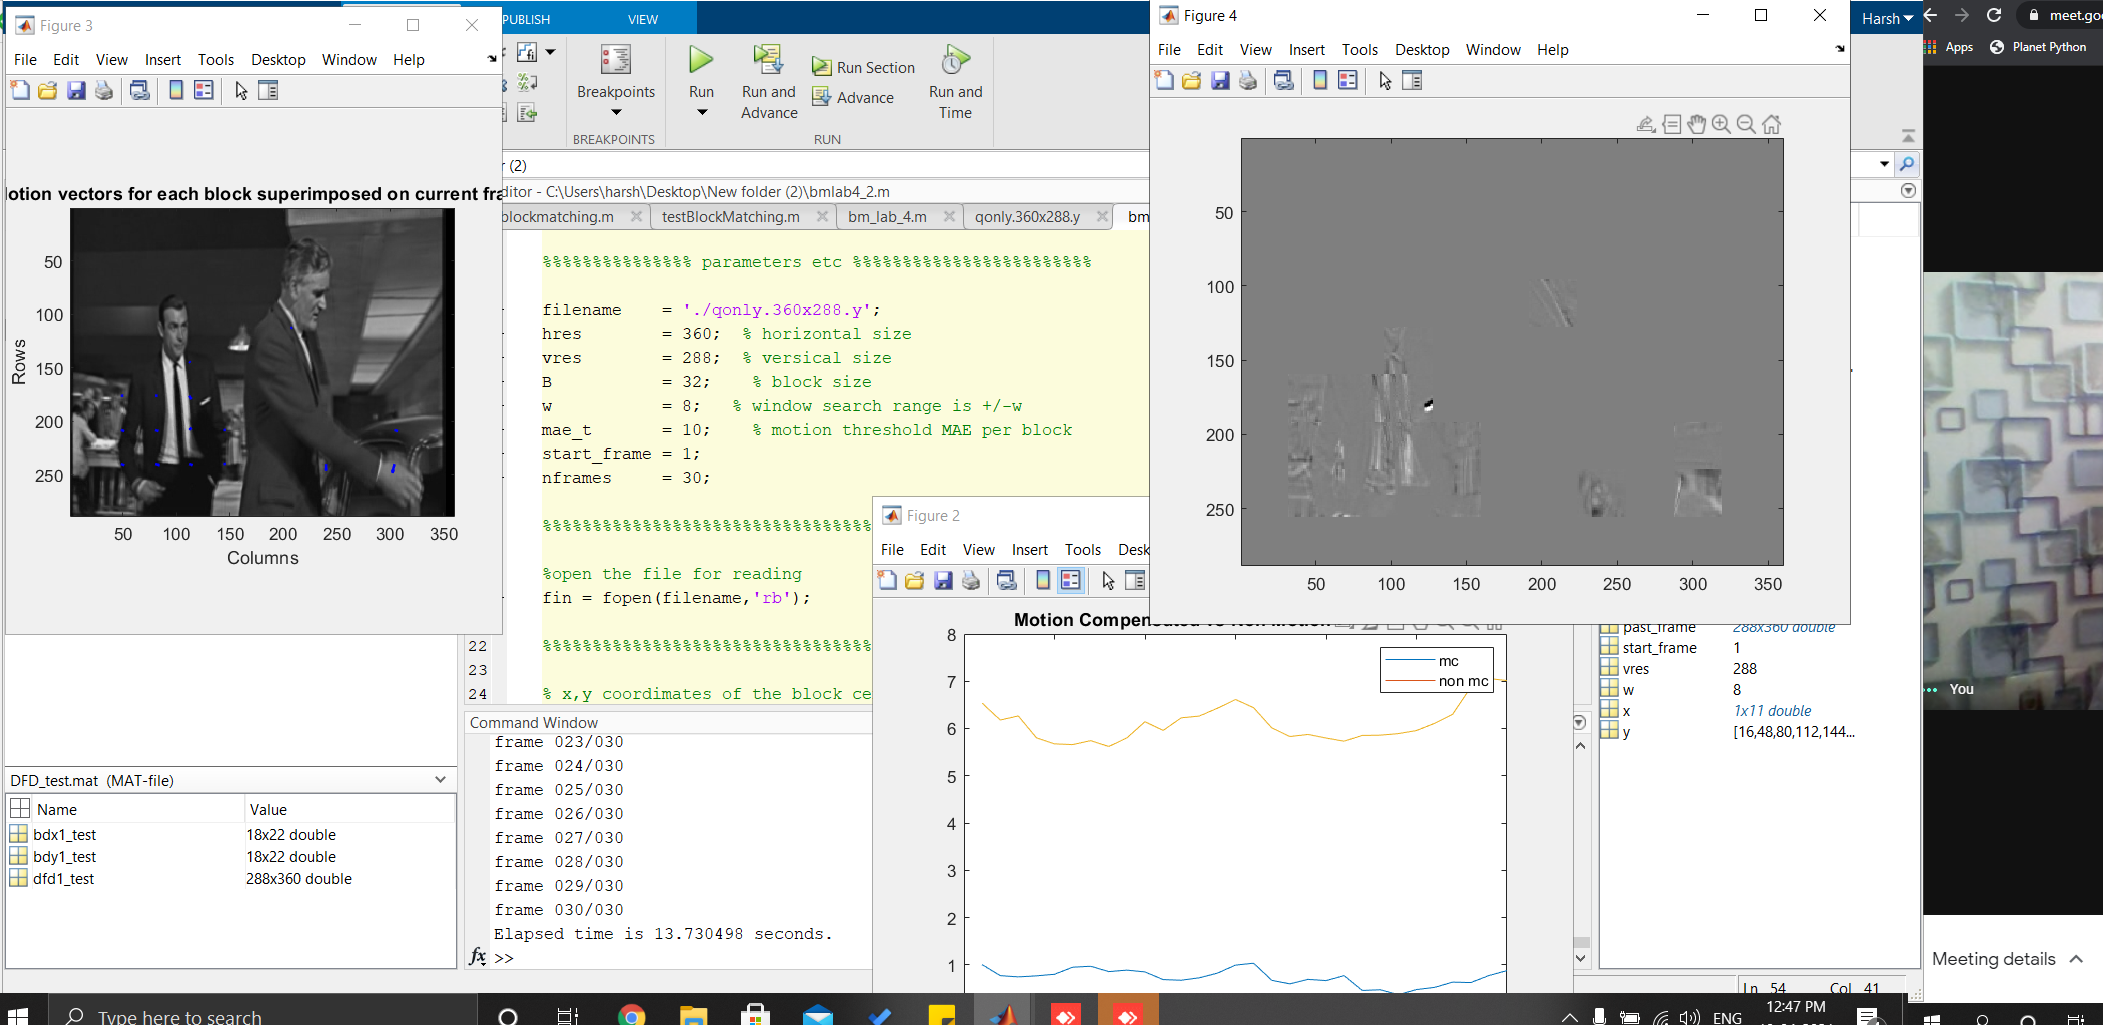 Figure 3
File Edit View Insert Tools Desktop Window Help
otion vectors for each block superimposed on current fra
50
100
150
200
250
Rows
50 100 150 200 250 300 350
Columns
PUBLISH VIEW
Breakpoints
BREAKPOINTS
Run
Run and Advance
Run Section
Advance
Run and Time
RUN
r (2)
ditor - C:\Users\harsh\Desktop\New folder (2)\bmlab4_2.m
blockmatching.m testBlockMatching.m bm_lab_4.m qonly.360x288.y bm
%%%%%%%%%%%%%%% parameters etc %%%%%%%%%%%%%%%%%%%%%%%%
filename = './qonly.360x288.y';
hres = 360; % horizontal size
vres = 288; % versical size
B = 32; % block size
w = 8; % window search range is +/-w
mae_t = 10; % motion threshold MAE per block
start_frame = 1;
nframes = 30;
%%%%%%%%%%%%%%%%%%%%%%%%%%%%%%%%%
%open the file for reading
fin = fopen(filename,'rb');
22 %%%%%%%%%%%%%%%%%%%%%%%%%%%%%%%%%
23
24 % x,y coordimates of the block ce
Command Window
frame 023/030
frame 024/030
frame 025/030
frame 026/030
frame 027/030
frame 028/030
frame 029/030
frame 030/030
Elapsed time is 13.730498 seconds.
fx >>
DFD_test.mat (MAT-file)
Name Value
bdx1_test 18x22 double
bdy1_test 18x22 double
dfd1_test 288x360 double
Figure 2
File Edit View Insert Tools Desk
Motion Compensated vs Non Motion
8
7
6
5
4
3
2
1
mc
non mc
Figure 4
File Edit View Insert Tools Desktop Window Help
50
100
150
200
250
50 100 150 200 250 300 350
Harsh
past_frame 288x360 double
start_frame 1
vres 288
w 8
x 1x11 double
y [16,48,80,112,144...
Ln 54 Col 41
meet.goo
Apps Planet Python
You
Meeting details
Type here to search
ENG
12:47 PM